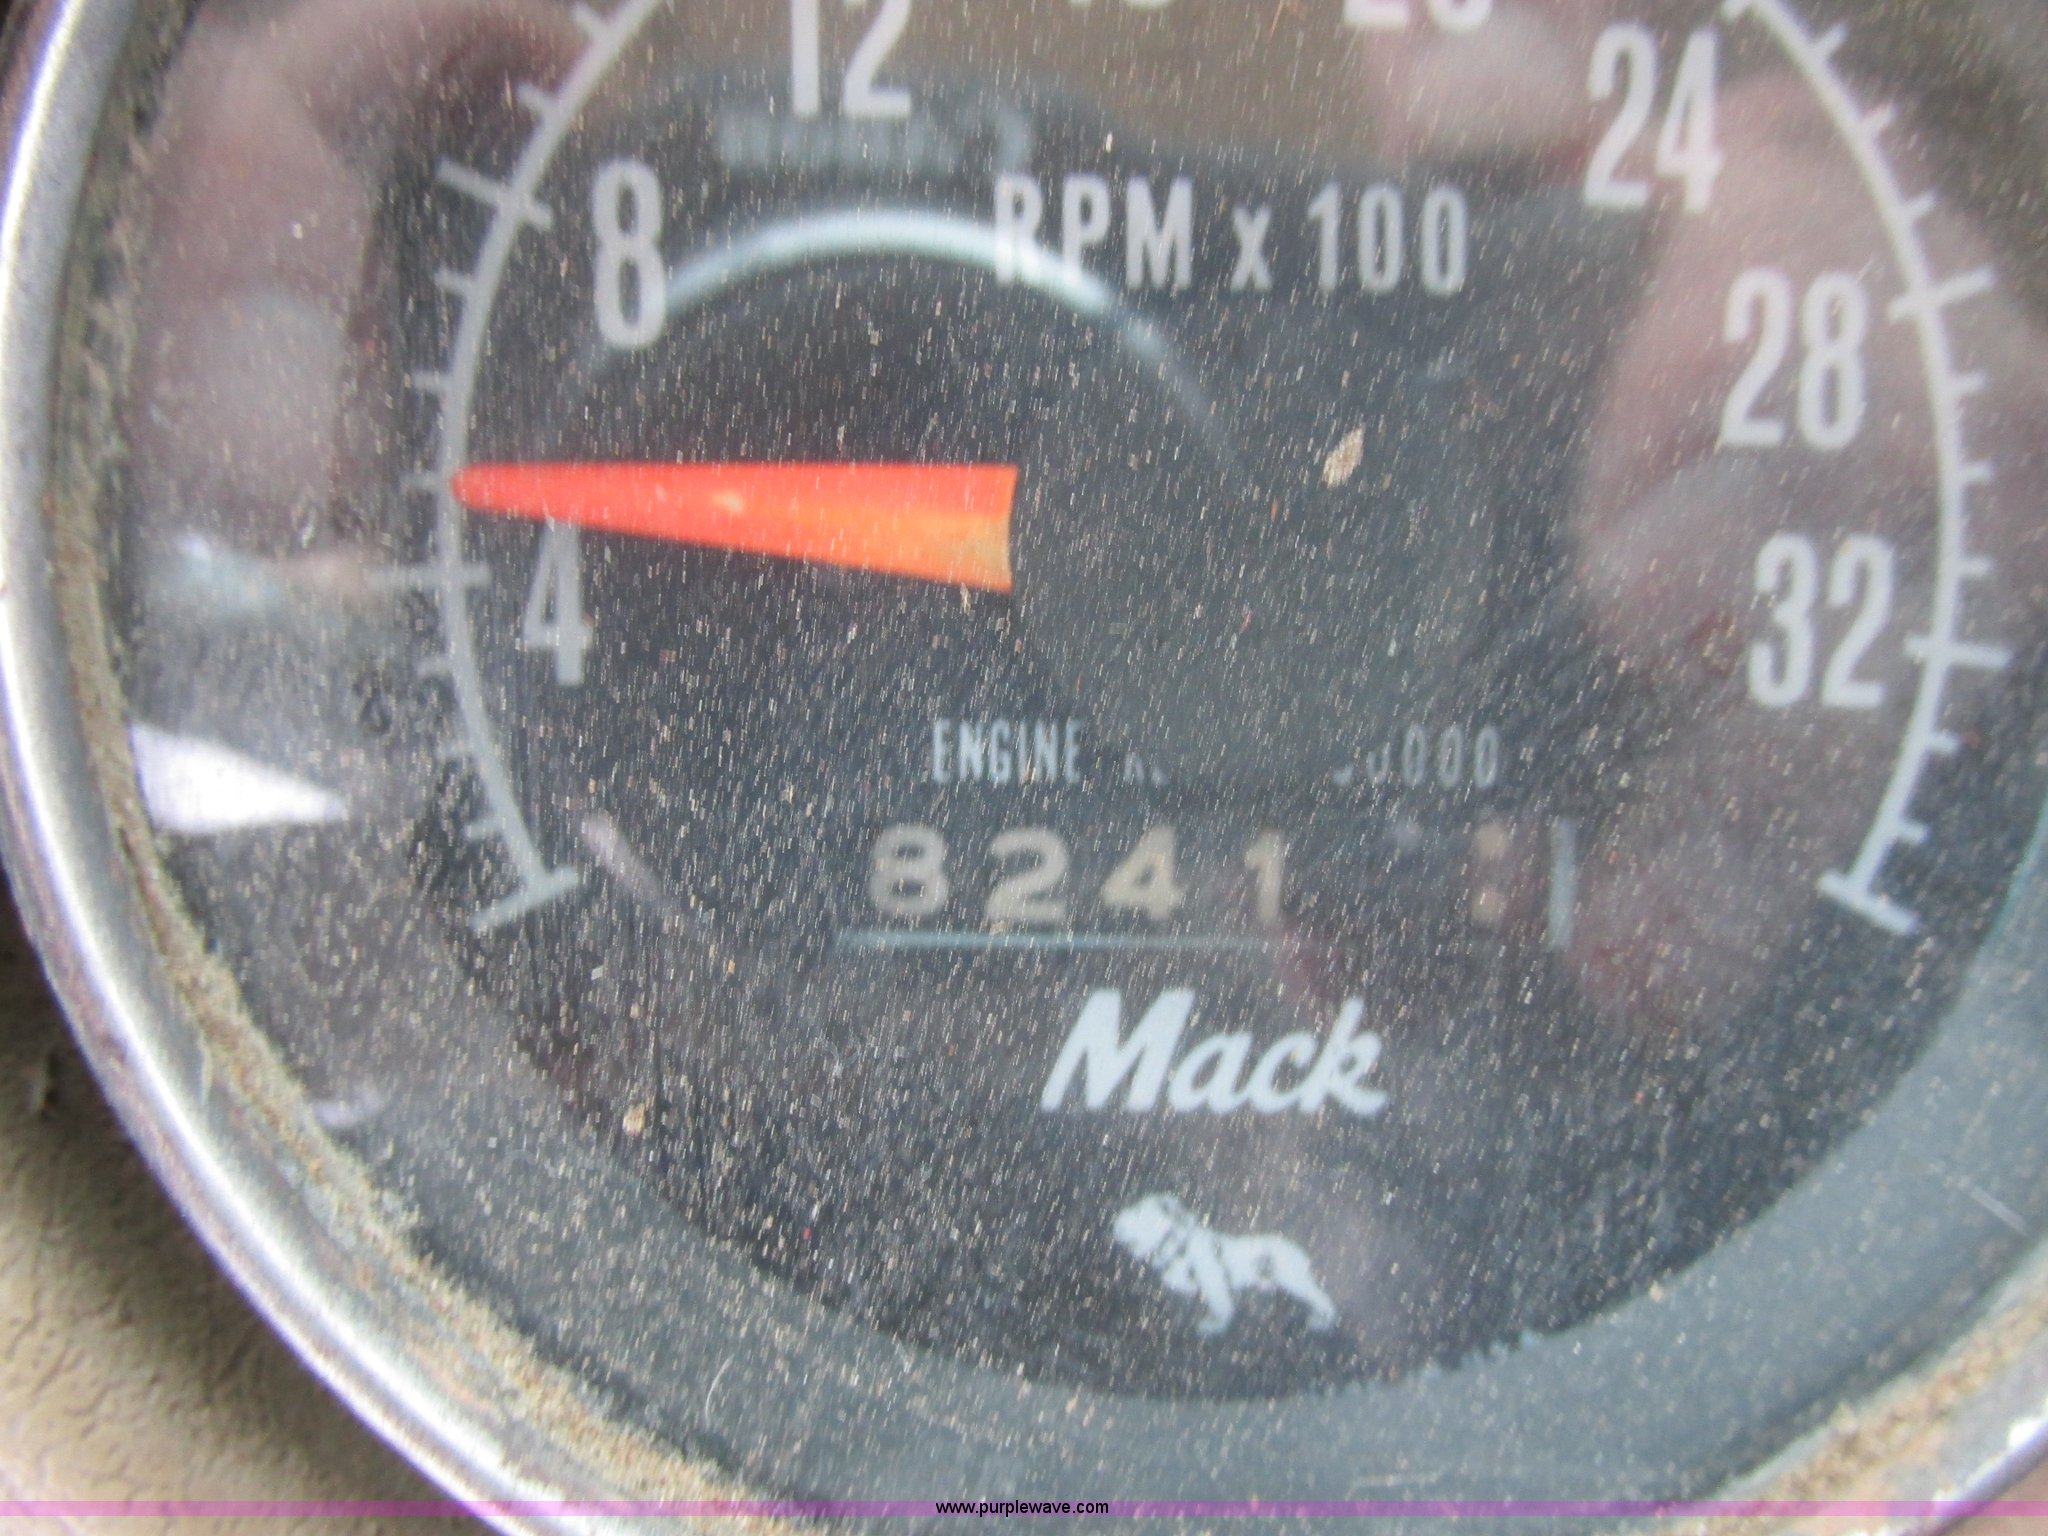 12
24
8
RPM x 100
28
4
32
ENGINE
8241
Mack
www.purplewave.com